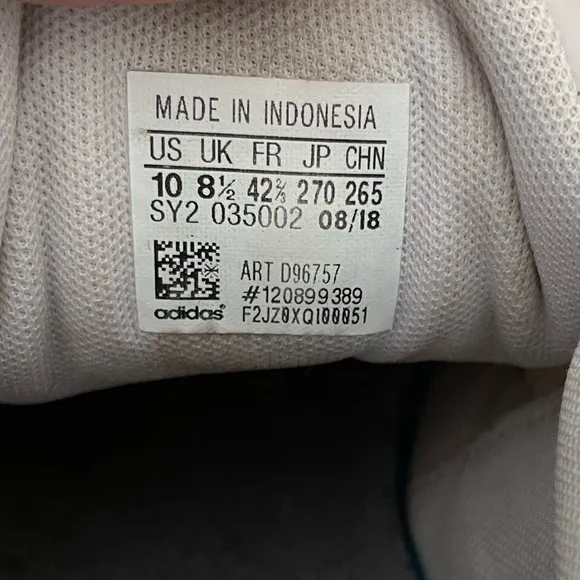 MADE IN INDONESIA
US UK FR JP CHN
10 8½ 42⅔ 270 265
SY2 035002 08/18
ART D96757
#120899389
adidas® F2JZ0XQI00051